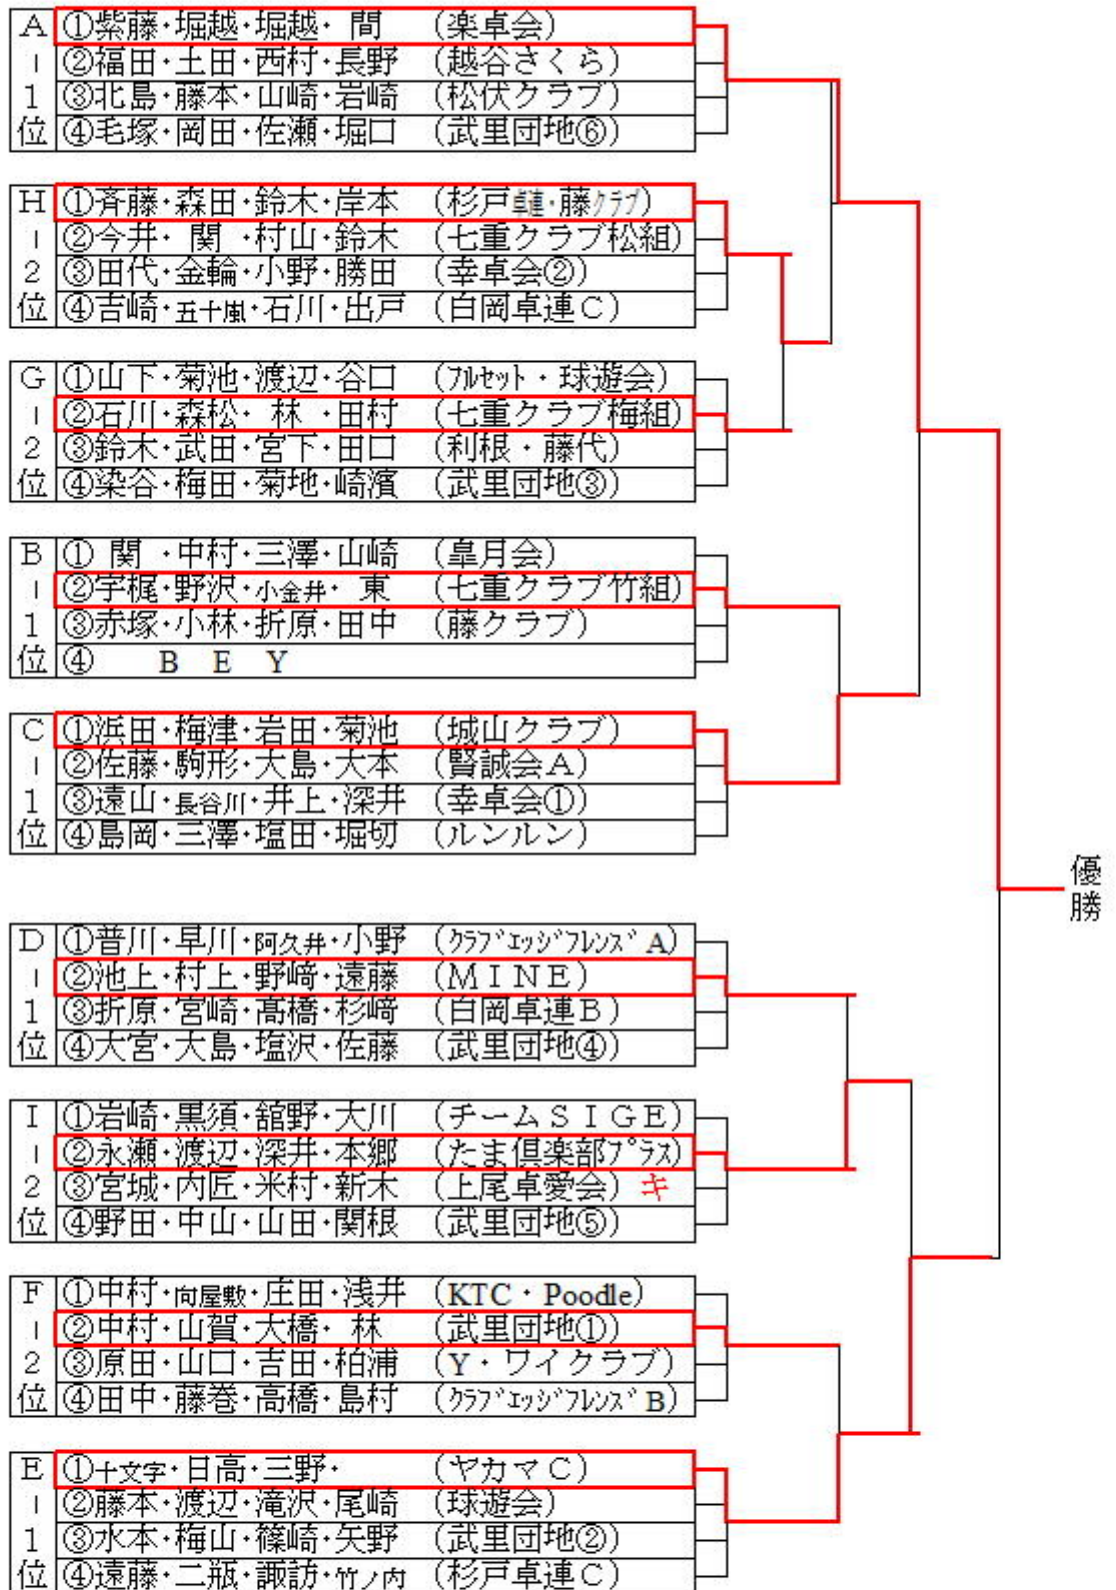 A-1位
①紫藤・堀越・堀越・ 間 (楽卓会)
②福田・土田・西村・長野 (越谷さくら)
③北島・藤本・山崎・岩崎 (松伏クラブ)
④毛塚・岡田・佐瀬・堀口 (武里団地⑥)
H-2位
①斉藤・森田・鈴木・岸本 (杉戸卓連・藤クラブ)
②今井・ 関 ・村山・鈴木 (七重クラブ松組)
③田代・金輪・小野・勝田 (幸卓会②)
④吉崎・五十嵐・石川・出戸 (白岡卓連C)
G-2位
①山下・菊池・渡辺・谷口 (フルセット・球遊会)
②石川・森松・ 林 ・田村 (七重クラブ梅組)
③鈴木・武田・宮下・田口 (利根・藤代)
④染谷・梅田・菊地・崎濱 (武里団地③)
B-1位
① 関 ・中村・三澤・山崎 (皐月会)
②宇梶・野沢・小金井・ 東 (七重クラブ竹組)
③赤塚・小林・折原・田中 (藤クラブ)
④ B E Y
C-1位
①浜田・梅津・岩田・菊池 (城山クラブ)
②佐藤・駒形・大島・大本 (賢誠会A)
③遠山・長谷川・井上・深井 (幸卓会①)
④島岡・三澤・塩田・堀切 (ルンルン)
優勝
D-1位
①普川・早川・阿久井・小野 (クラブエッジフレンズA)
②池上・村上・野﨑・遠藤 (MINE)
③折原・宮崎・髙橋・杉﨑 (白岡卓連B)
④大宮・大島・塩沢・佐藤 (武里団地④)
I-2位
①岩崎・黒須・舘野・大川 (チームSIGE)
②永瀬・渡辺・深井・本郷 (たま倶楽部プラス)
③宮城・内匠・米村・新木 (上尾卓愛会) キ
④野田・中山・山田・関根 (武里団地⑤)
F-2位
①中村・向屋敷・庄田・浅井 (KTC・Poodle)
②中村・山賀・大橋・ 林 (武里団地①)
③原田・山口・吉田・柏浦 (Y・ワイクラブ)
④田中・藤巻・高橋・島村 (クラブエッジフレンズB)
E-1位
①十文字・日高・三野・ (ヤカマC)
②藤本・渡辺・滝沢・尾崎 (球遊会)
③水本・梅山・篠崎・矢野 (武里団地②)
④遠藤・二瓶・諏訪・竹ノ内 (杉戸卓連C)